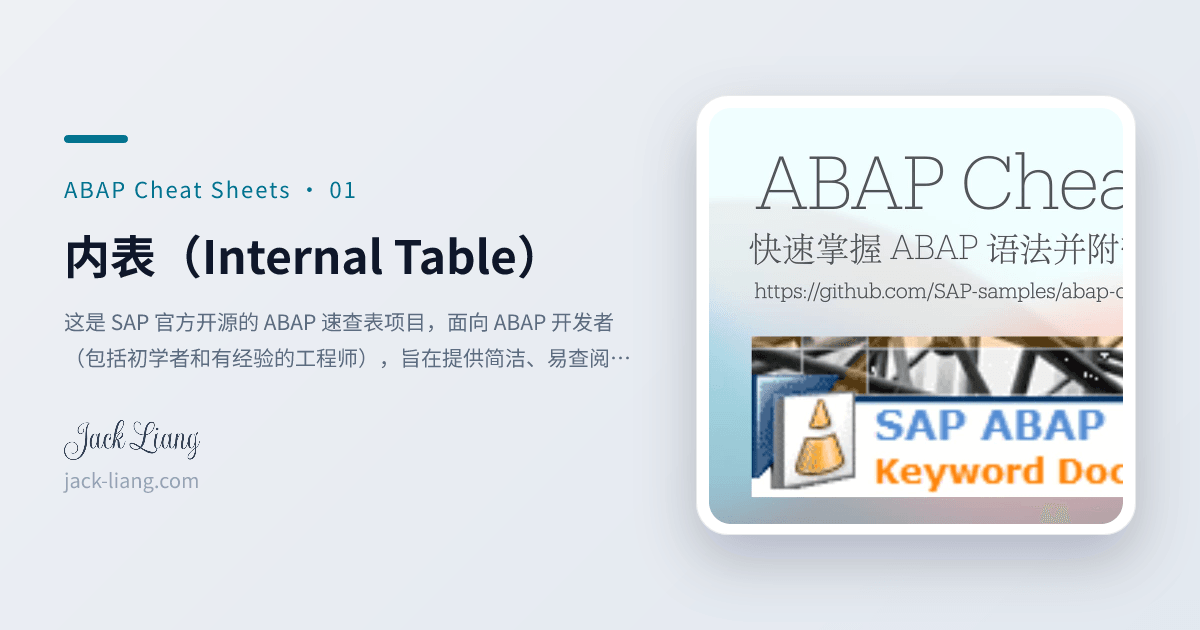 ABAP Cheat Sheets · 01
内表（Internal Table）
这是 SAP 官方开源的 ABAP 速查表项目，面向 ABAP 开发者
（包括初学者和有经验的工程师），旨在提供简洁、易查阅…
Jack Liang
jack-liang.com
ABAP Chea
快速掌握 ABAP 语法并附
https://github.com/SAP-samples/abap-c
SAP ABAP
Keyword Doc